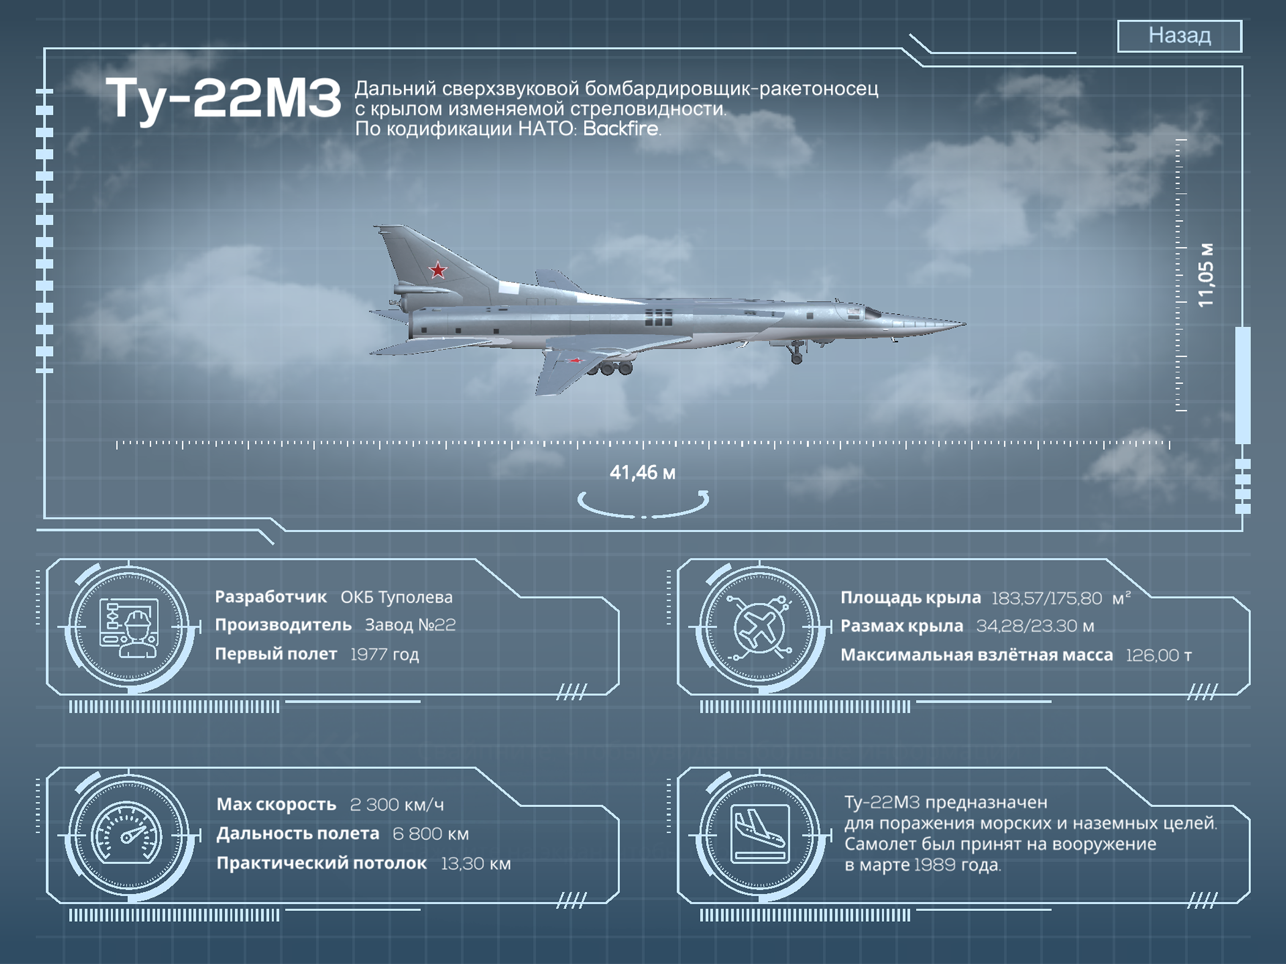 Назад
Ту-22М3
Дальний сверхзвуковой бомбардировщик-ракетоносец
с крылом изменяемой стреловидности.
По кодификации НАТО: Backfire.
11,05 м
41,46 м
Разработчик ОКБ Туполева
Производитель Завод №22
Первый полет 1977 год
Площадь крыла 183,57/175,80 м²
Размах крыла 34,28/23.30 м
Максимальная взлётная масса 126,00 т
Мах скорость 2 300 км/ч
Дальность полета 6 800 км
Практический потолок 13,30 км
Ту-22М3 предназначен
для поражения морских и наземных целей.
Самолет был принят на вооружение
в марте 1989 года.